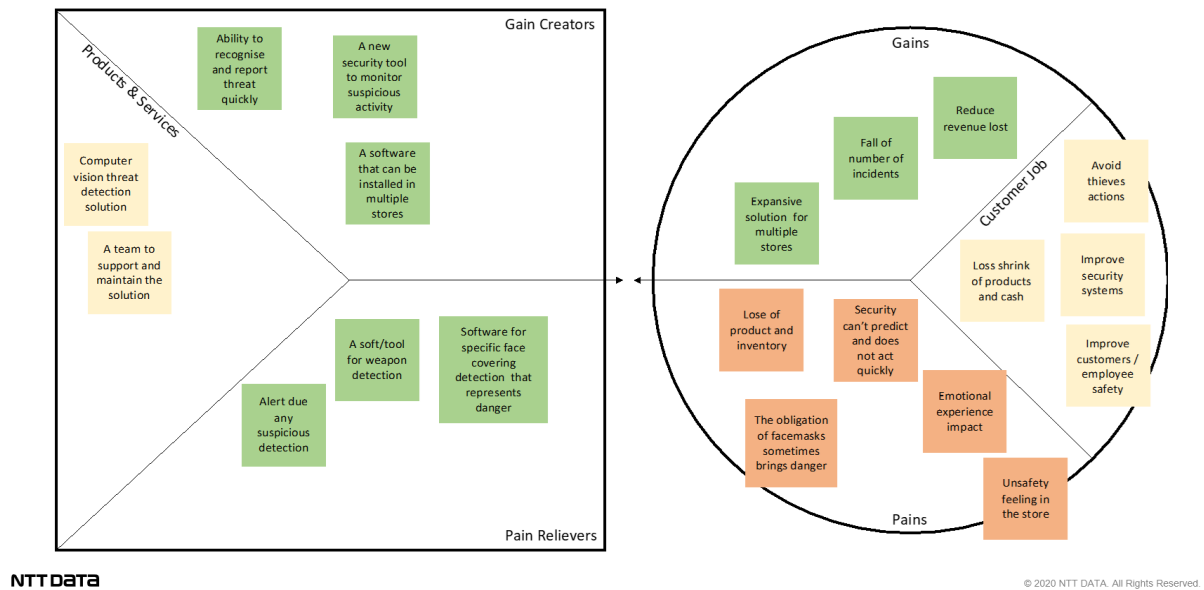 Gain Creators
Products & Services
Ability to
recognise
and report
threat
quickly
A new
security tool
to monitor
suspicious
activity
A software
that can be
installed in
multiple
stores
Computer
vision threat
detection
solution
A team to
support and
maintain the
solution
A soft/tool
for weapon
detection
Software for
specific face
covering
detection that
represents
danger
Alert due
any
suspicious
detection
Pain Relievers
Gains
Reduce
revenue lost
Fall of
number of
incidents
Expansive
solution for
multiple
stores
Customer Job
Avoid
thieves
actions
Loss shrink
of products
and cash
Improve
security
systems
Improve
customers /
employee
safety
Lose of
product and
inventory
Security
can't predict
and does
not act
quickly
Emotional
experience
impact
The obligation
of facemasks
sometimes
brings danger
Unsafety
feeling in
the store
Pains
NTT DATA
© 2020 NTT DATA. All Rights Reserved.